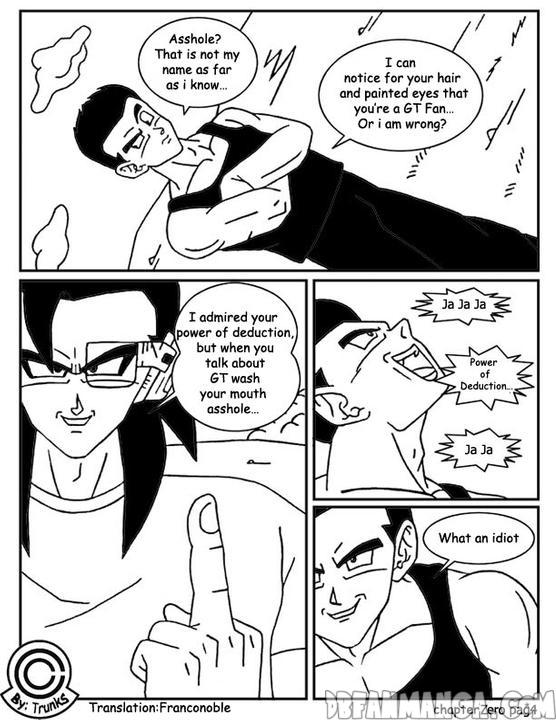 Asshole?
That is not my
name as far
as i know...
I can
notice for your hair
and painted eyes that
you're a GT Fan...
Or i am wrong?
I admired your
power of deduction,
but when you
talk about
GT wash
your mouth
asshole...
Ja Ja Ja
Power
of
Deduction...
Ja Ja
What an idiot
By: Trunks
Translation:Franconoble
DBFANMANGA.COM
chapterZero pag4